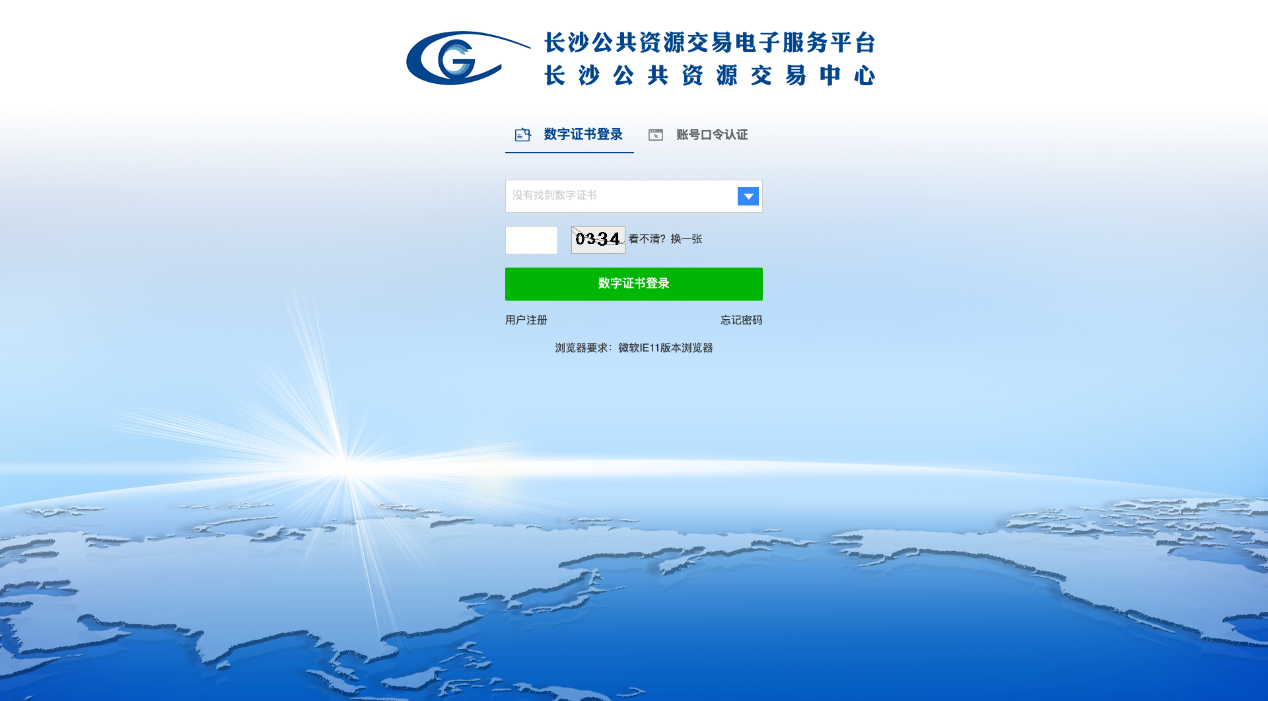 长沙公共资源交易电子服务平台
长沙公共资源交易中心
数字证书登录 账号口令认证
没有找到数字证书
0334 看不清？换一张
数字证书登录
用户注册 忘记密码
浏览器要求：微软IE11版本浏览器